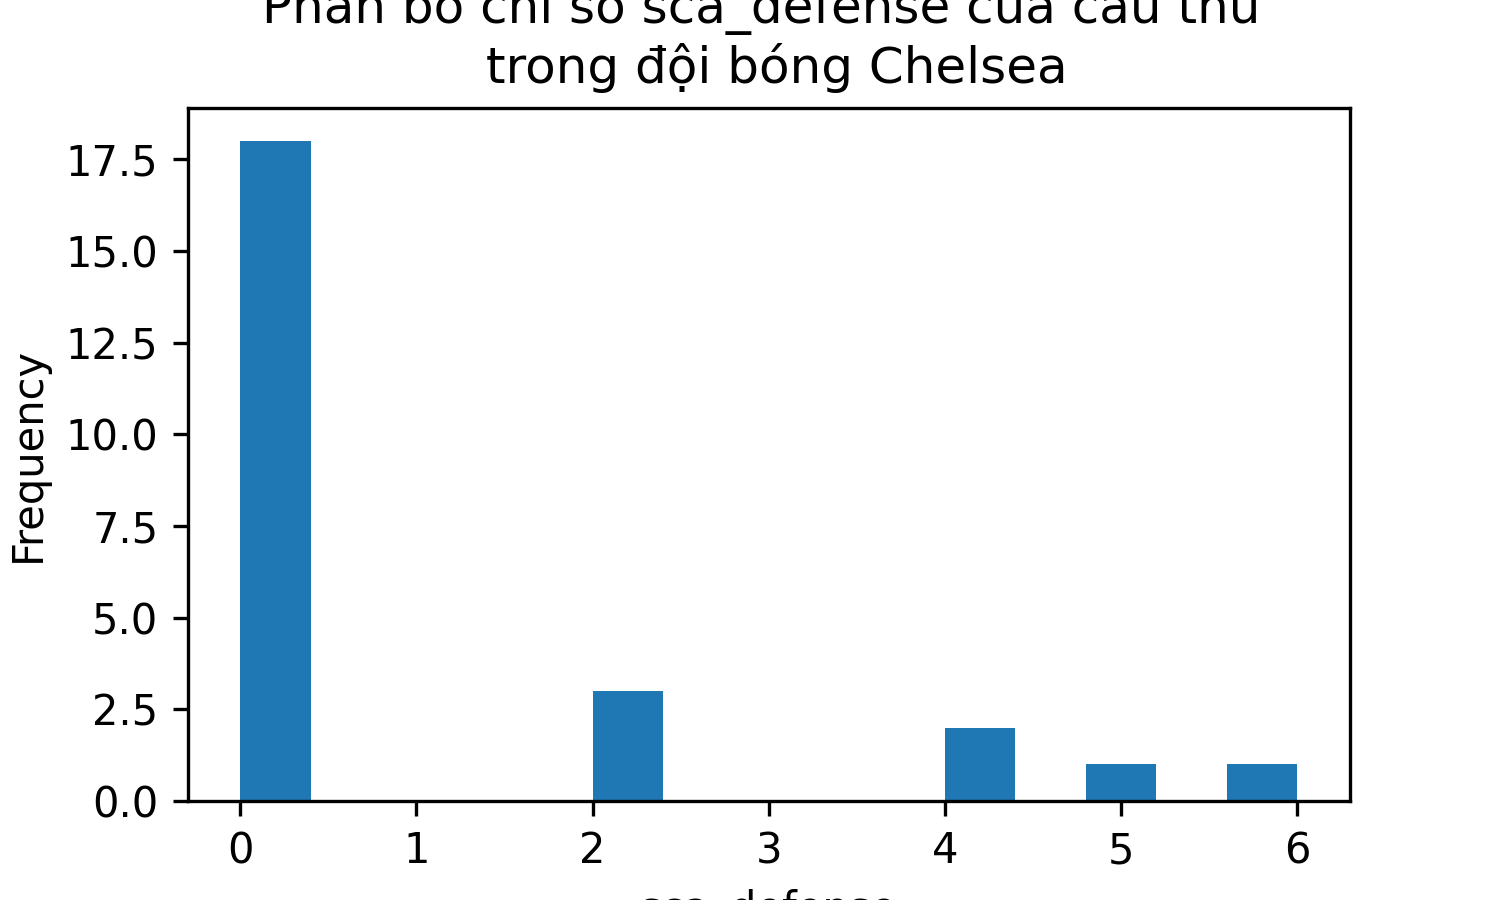 Phân bố chỉ số sca_defense của cầu thủ
trong đội bóng Chelsea
17.5
15.0
12.5
10.0
7.5
5.0
2.5
0.0
Frequency
0 1 2 3 4 5 6
sca_defense